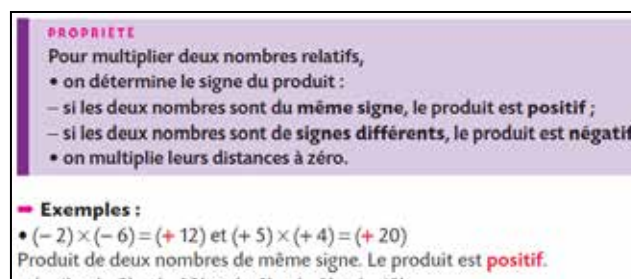 PROPRIÉTÉ
Pour multiplier deux nombres relatifs,
• on détermine le signe du produit :
– si les deux nombres sont du même signe, le produit est positif ;
– si les deux nombres sont de signes différents, le produit est négatif
• on multiplie leurs distances à zéro.
➡ Exemples :
• (– 2) × (– 6) = (+ 12) et (+ 5) × (+ 4) = (+ 20)
Produit de deux nombres de même signe. Le produit est positif.